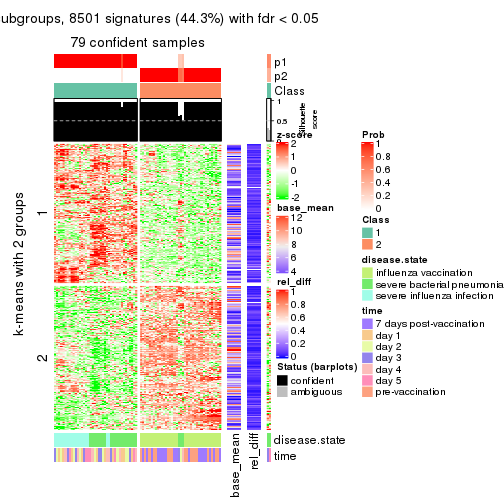 ubgroups, 8501 signatures (44.3%) with fdr < 0.05
79 confident samples
p1
p2
Class
1
0.5
0
Silhouette
score
k-means with 2 groups
1
2
z-score
2
1
0
-1
-2
base_mean
12
10
8
6
4
rel_diff
1
0.8
0.6
0.4
0.2
0
Status (barplots)
confident
ambiguous
Prob
1
0.8
0.6
0.4
0.2
0
Class
1
2
disease.state
influenza vaccination
severe bacterial pneumonia
severe influenza infection
time
7 days post-vaccination
day 1
day 2
day 3
day 4
day 5
pre-vaccination
disease.state
time
base_mean
rel_diff